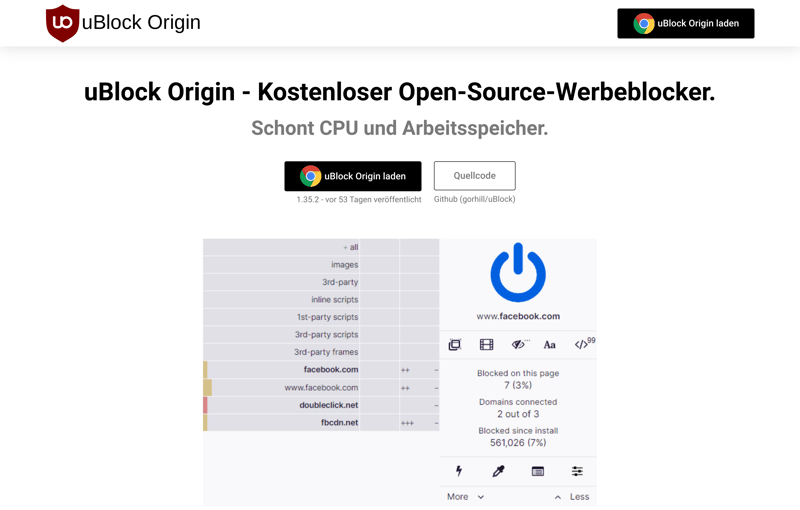 uBlock Origin
uBlock Origin laden
uBlock Origin - Kostenloser Open-Source-Werbeblocker.
Schont CPU und Arbeitsspeicher.
uBlock Origin laden
Quellcode
1.35.2 - vor 53 Tagen veröffentlicht
Github (gorhill/uBlock)
+ all
images
3rd-party
inline scripts
1st-party scripts
3rd-party scripts
3rd-party frames
facebook.com ++ –
www.facebook.com ++ –
doubleclick.net –
fbcdn.net +++ –
www.facebook.com
Aa
99
Blocked on this page
7 (3%)
Domains connected
2 out of 3
Blocked since install
561,026 (7%)
More
Less